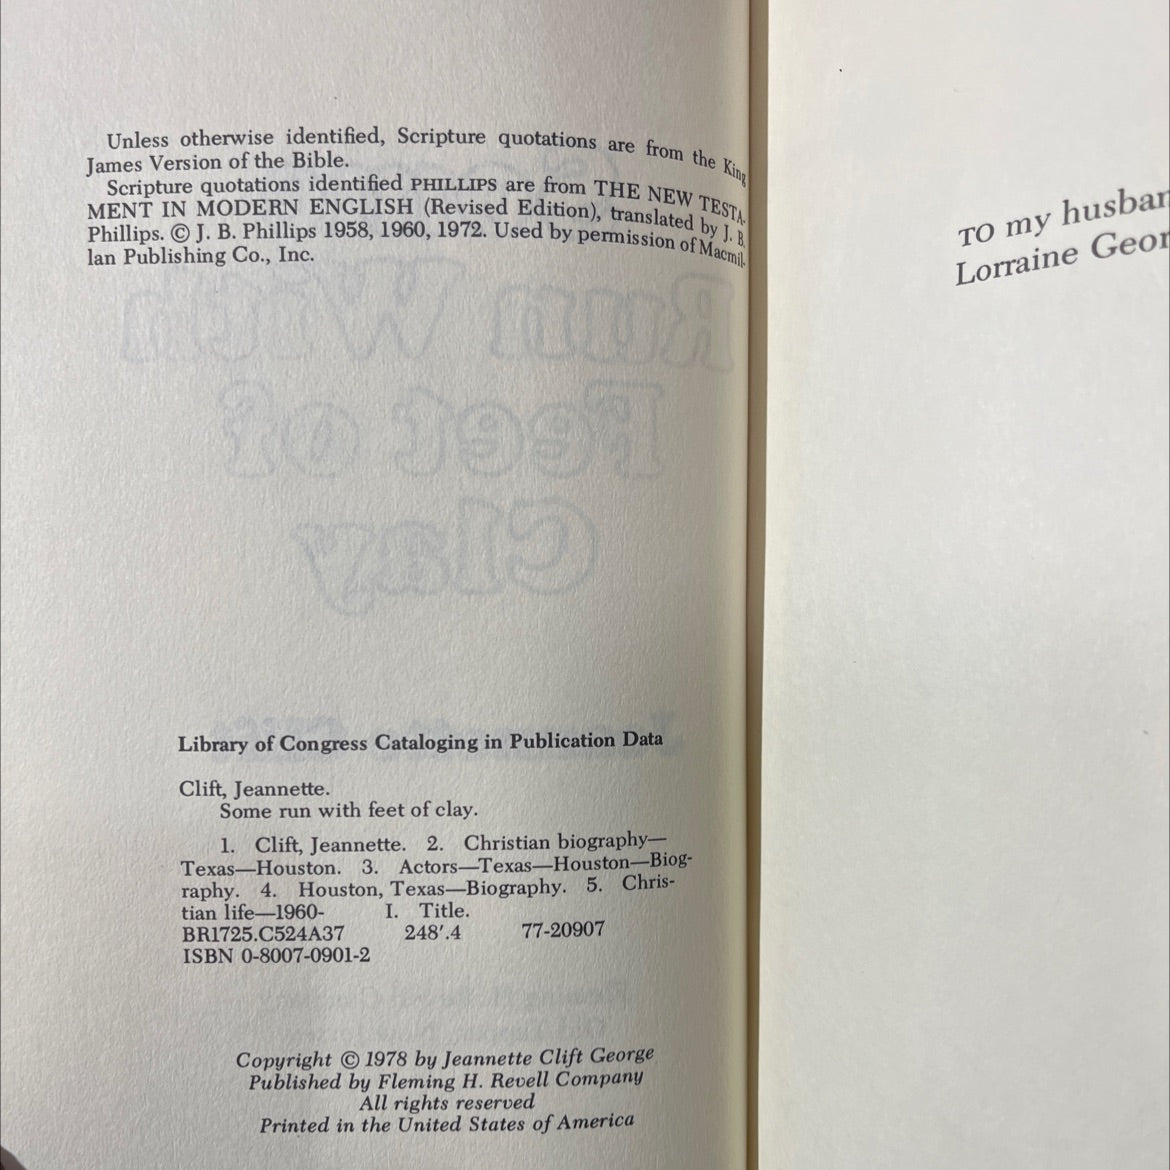 Unless otherwise identified, Scripture quotations are from the King
James Version of the Bible.
Scripture quotations identified PHILLIPS are from THE NEW TESTA-
MENT IN MODERN ENGLISH (Revised Edition), translated by J. B.
Phillips. © J. B. Phillips 1958, 1960, 1972. Used by permission of Macmil-
lan Publishing Co., Inc.
Run With
Feet of
Clay
Library of Congress Cataloging in Publication Data
Clift, Jeannette.
Some run with feet of clay.
1. Clift, Jeannette. 2. Christian biography—
Texas—Houston. 3. Actors—Texas—Houston—Biog-
raphy. 4. Houston, Texas—Biography. 5. Chris-
tian life—1960- I. Title.
BR1725.C524A37 248'.4 77-20907
ISBN 0-8007-0901-2
Copyright © 1978 by Jeannette Clift George
Published by Fleming H. Revell Company
All rights reserved
Printed in the United States of America
TO my husban
Lorraine Geor